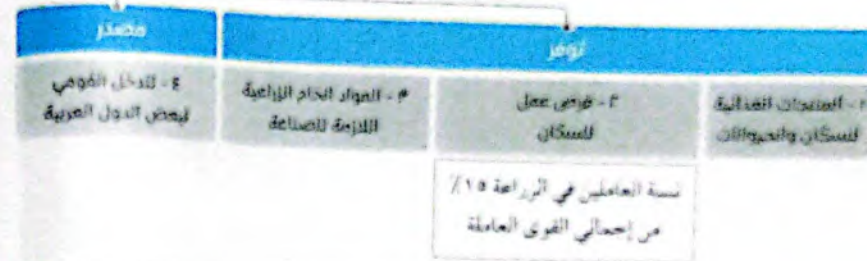 توفر
مصدر
- المنتجات الغذائية
للسكان والحيوانات
٢ - فرص عمل
للسكان
٣ - المواد الخام الزراعية
اللازمة للصناعة
٤ - للدخل القومي
لبعض الدول العربية
نسبة العاملين في الزراعة ١٥٪
من إجمالي القوى العاملة